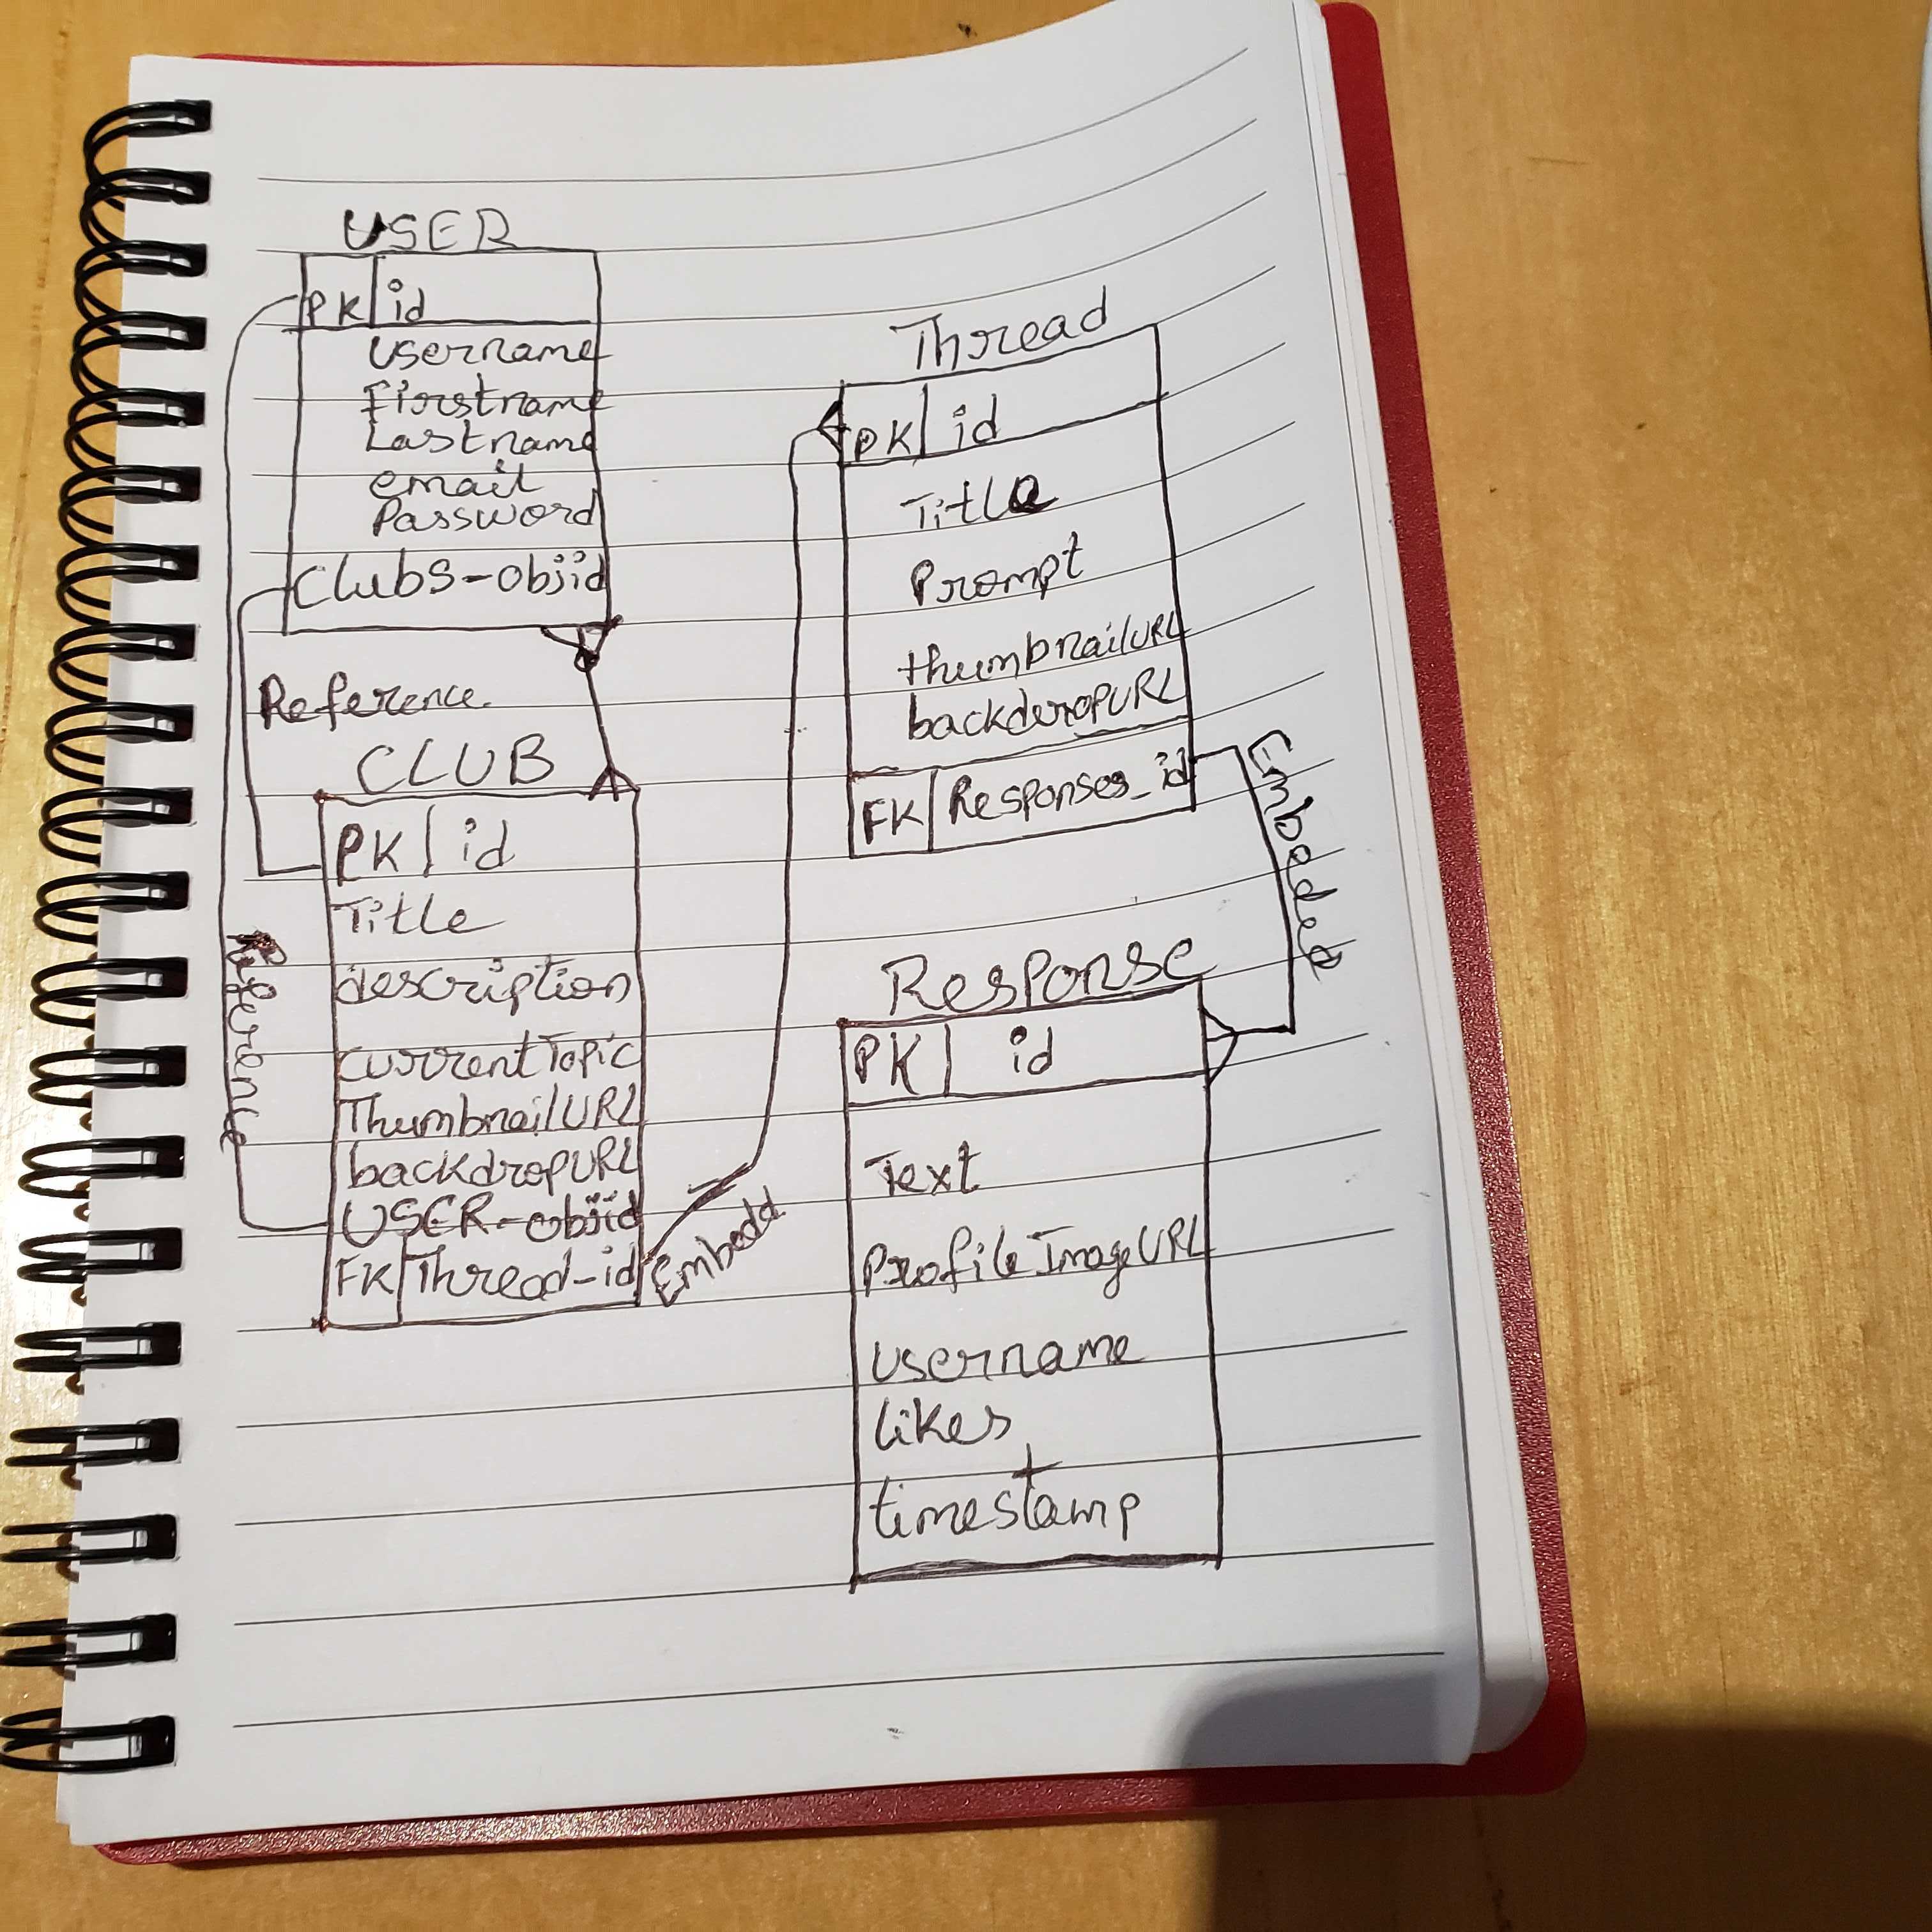 USER
PK id
username
Firstname
Lastname
email
Password
Clubs-objid
Reference
CLUB
PK id
Title
description
currentTopic
ThumbnailURL
backdropURL
USER-objid
FK Thread-id
Reference
Embedd
Thread
PK id
Title
Prompt
thumbnailURL
backdropURL
FK Responses_id
Embedded
Response
PK id
Text
ProfileImageURL
username
likes
timestamp